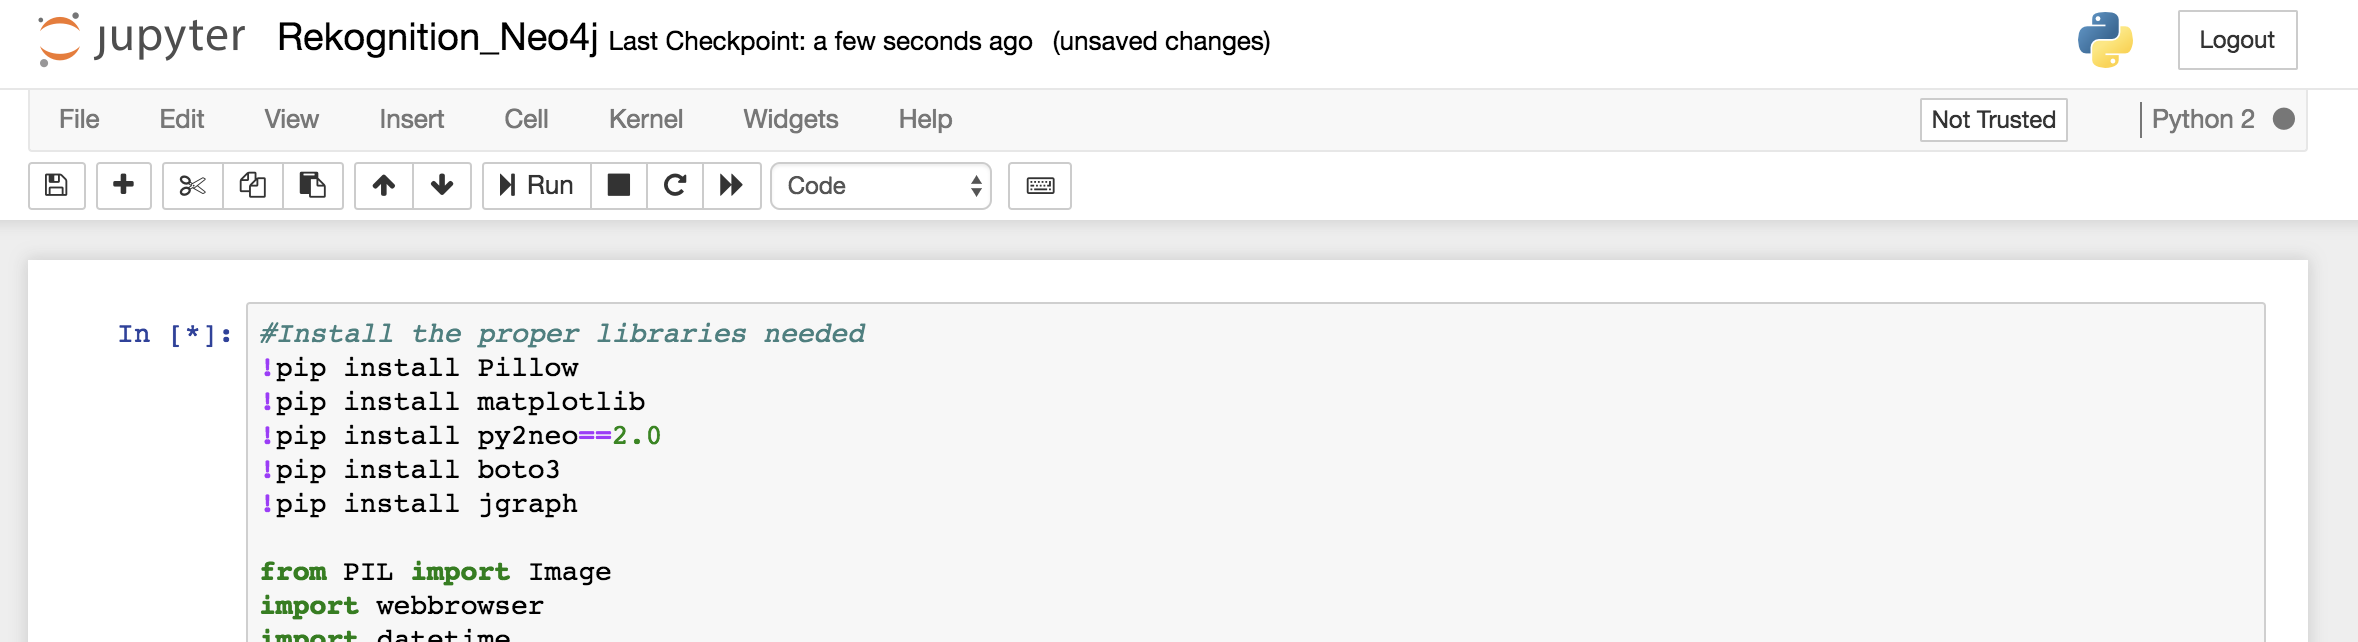 jupyter Rekognition_Neo4j Last Checkpoint: a few seconds ago (unsaved changes) Logout
File Edit View Insert Cell Kernel Widgets Help Not Trusted Python 2
Run Code
In [*]: #Install the proper libraries needed
!pip install Pillow
!pip install matplotlib
!pip install py2neo==2.0
!pip install boto3
!pip install jgraph
from PIL import Image
import webbrowser
import datetime